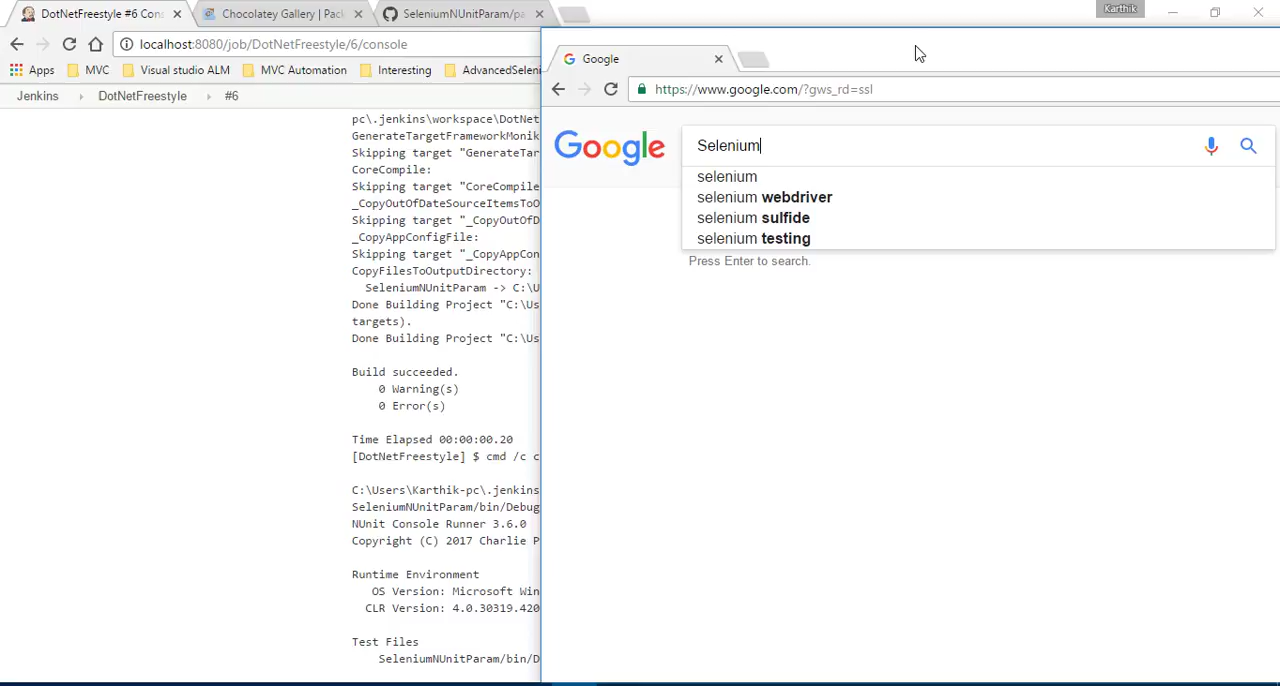 DotNetFreestyle #6 Cons
Chocolatey Gallery | Pack
SeleniumNUnitParam/pa
Karthik
localhost:8080/job/DotNetFreestyle/6/console
Apps
MVC
Visual studio ALM
MVC Automation
Interesting
AdvancedSeleni
Jenkins
DotNetFreestyle
#6
pc\.jenkins\workspace\DotNet
GenerateTargetFrameworkMonik
Skipping target "GenerateTar
CoreCompile:
Skipping target "CoreCompile
_CopyOutOfDateSourceItemsToO
Skipping target "_CopyOutOfD
_CopyAppConfigFile:
Skipping target "_CopyAppCon
CopyFilesToOutputDirectory:
SeleniumNUnitParam -> C:\U
Done Building Project "C:\Us
targets).
Done Building Project "C:\Us
Build succeeded.
0 Warning(s)
0 Error(s)
Time Elapsed 00:00:00.20
[DotNetFreestyle] $ cmd /c c
C:\Users\Karthik-pc\.jenkins
SeleniumNUnitParam/bin/Debug
NUnit Console Runner 3.6.0
Copyright (C) 2017 Charlie P
Runtime Environment
OS Version: Microsoft Win
CLR Version: 4.0.30319.420
Test Files
SeleniumNUnitParam/bin/D
Google
https://www.google.com/?gws_rd=ssl
Google
Selenium
selenium
selenium webdriver
selenium sulfide
selenium testing
Press Enter to search.